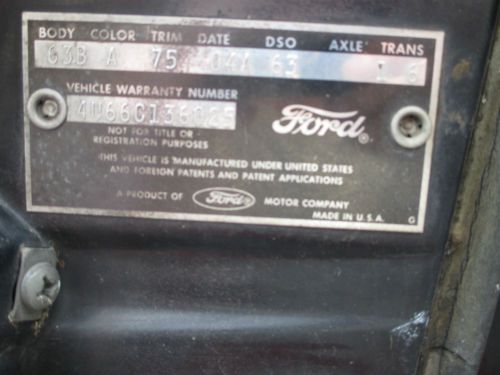 BODY COLOR TRIM DATE DSO AXLE TRANS
63B A 75 04A 63 1 6
VEHICLE WARRANTY NUMBER
Ford
NOT FOR TITLE OR
REGISTRATION PURPOSES
THIS VEHICLE IS MANUFACTURED UNDER UNITED STATES
AND FOREIGN PATENTS AND PATENT APPLICATIONS
A PRODUCT OF Ford MOTOR COMPANY
MADE IN U.S.A. G